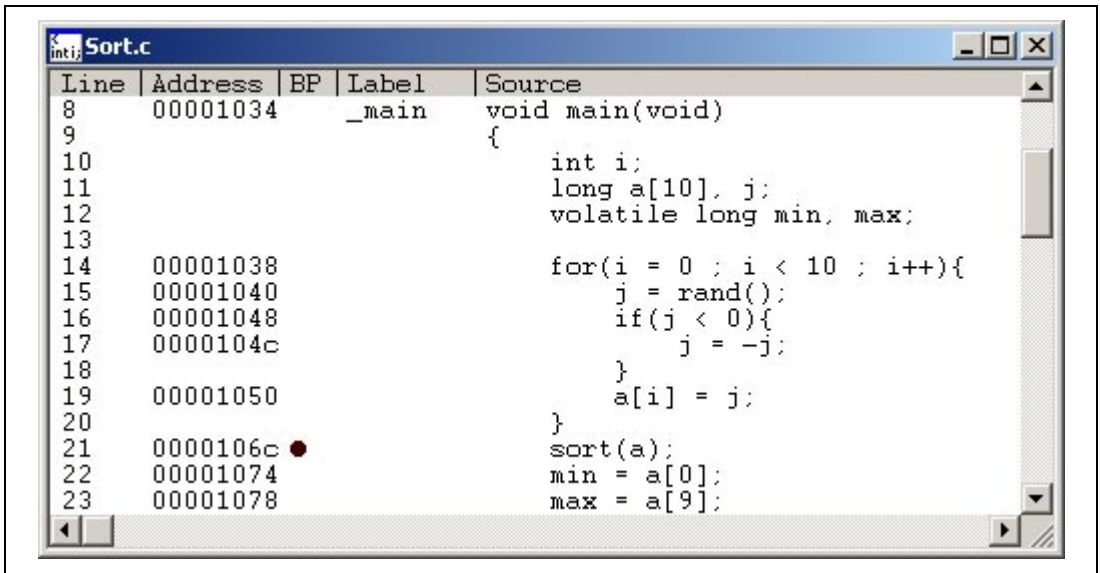 Sort.c
Line |Address |BP |Label |Source
8 00001034 _main void main(void)
9 {
10 int i;
11 long a[10], j;
12 volatile long min, max;
13
14 00001038 for(i = 0 ; i < 10 ; i++){
15 00001040 j = rand();
16 00001048 if(j < 0){
17 0000104c j = -j;
18 }
19 00001050 a[i] = j;
20 }
21 0000106c ● sort(a);
22 00001074 min = a[0];
23 00001078 max = a[9];